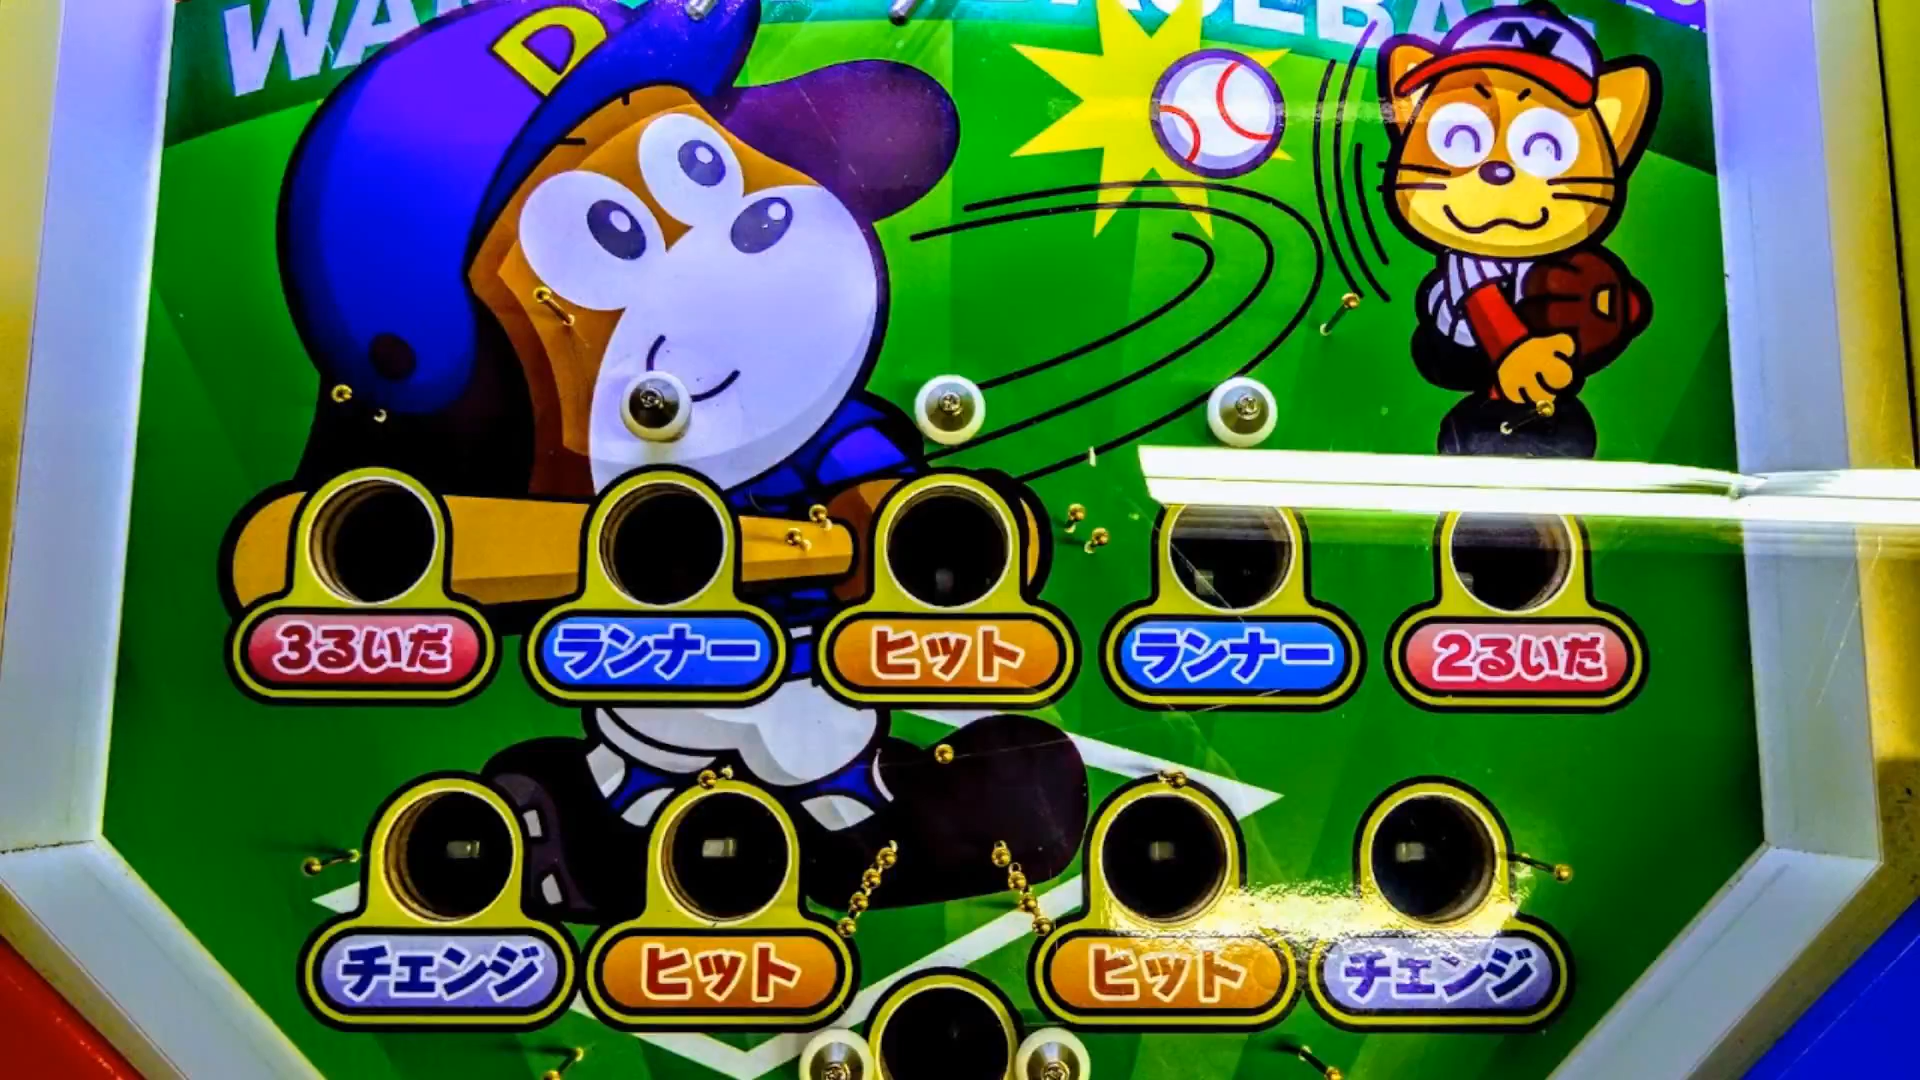 D
N
3るいだ
ランナー
ヒット
ランナー
2るいだ
チェンジ
ヒット
ヒット
チェンジ